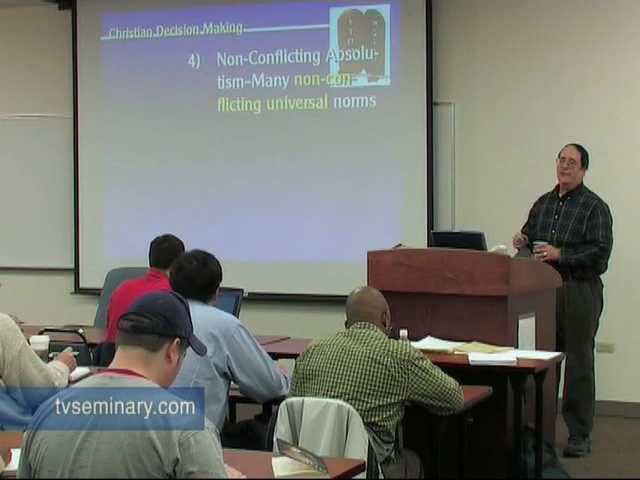 Christian Decision Making
4) Non-Conflicting Absolu-
tism–Many non-con-
flicting universal norms
tvseminary.com